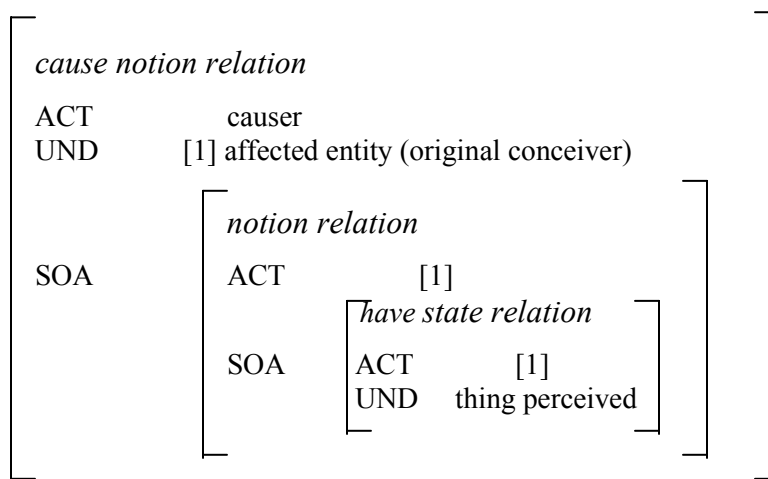 cause notion relation
ACT causer
UND [1] affected entity (original conceiver)
notion relation
SOA ACT [1]
have state relation
SOA ACT [1]
UND thing perceived